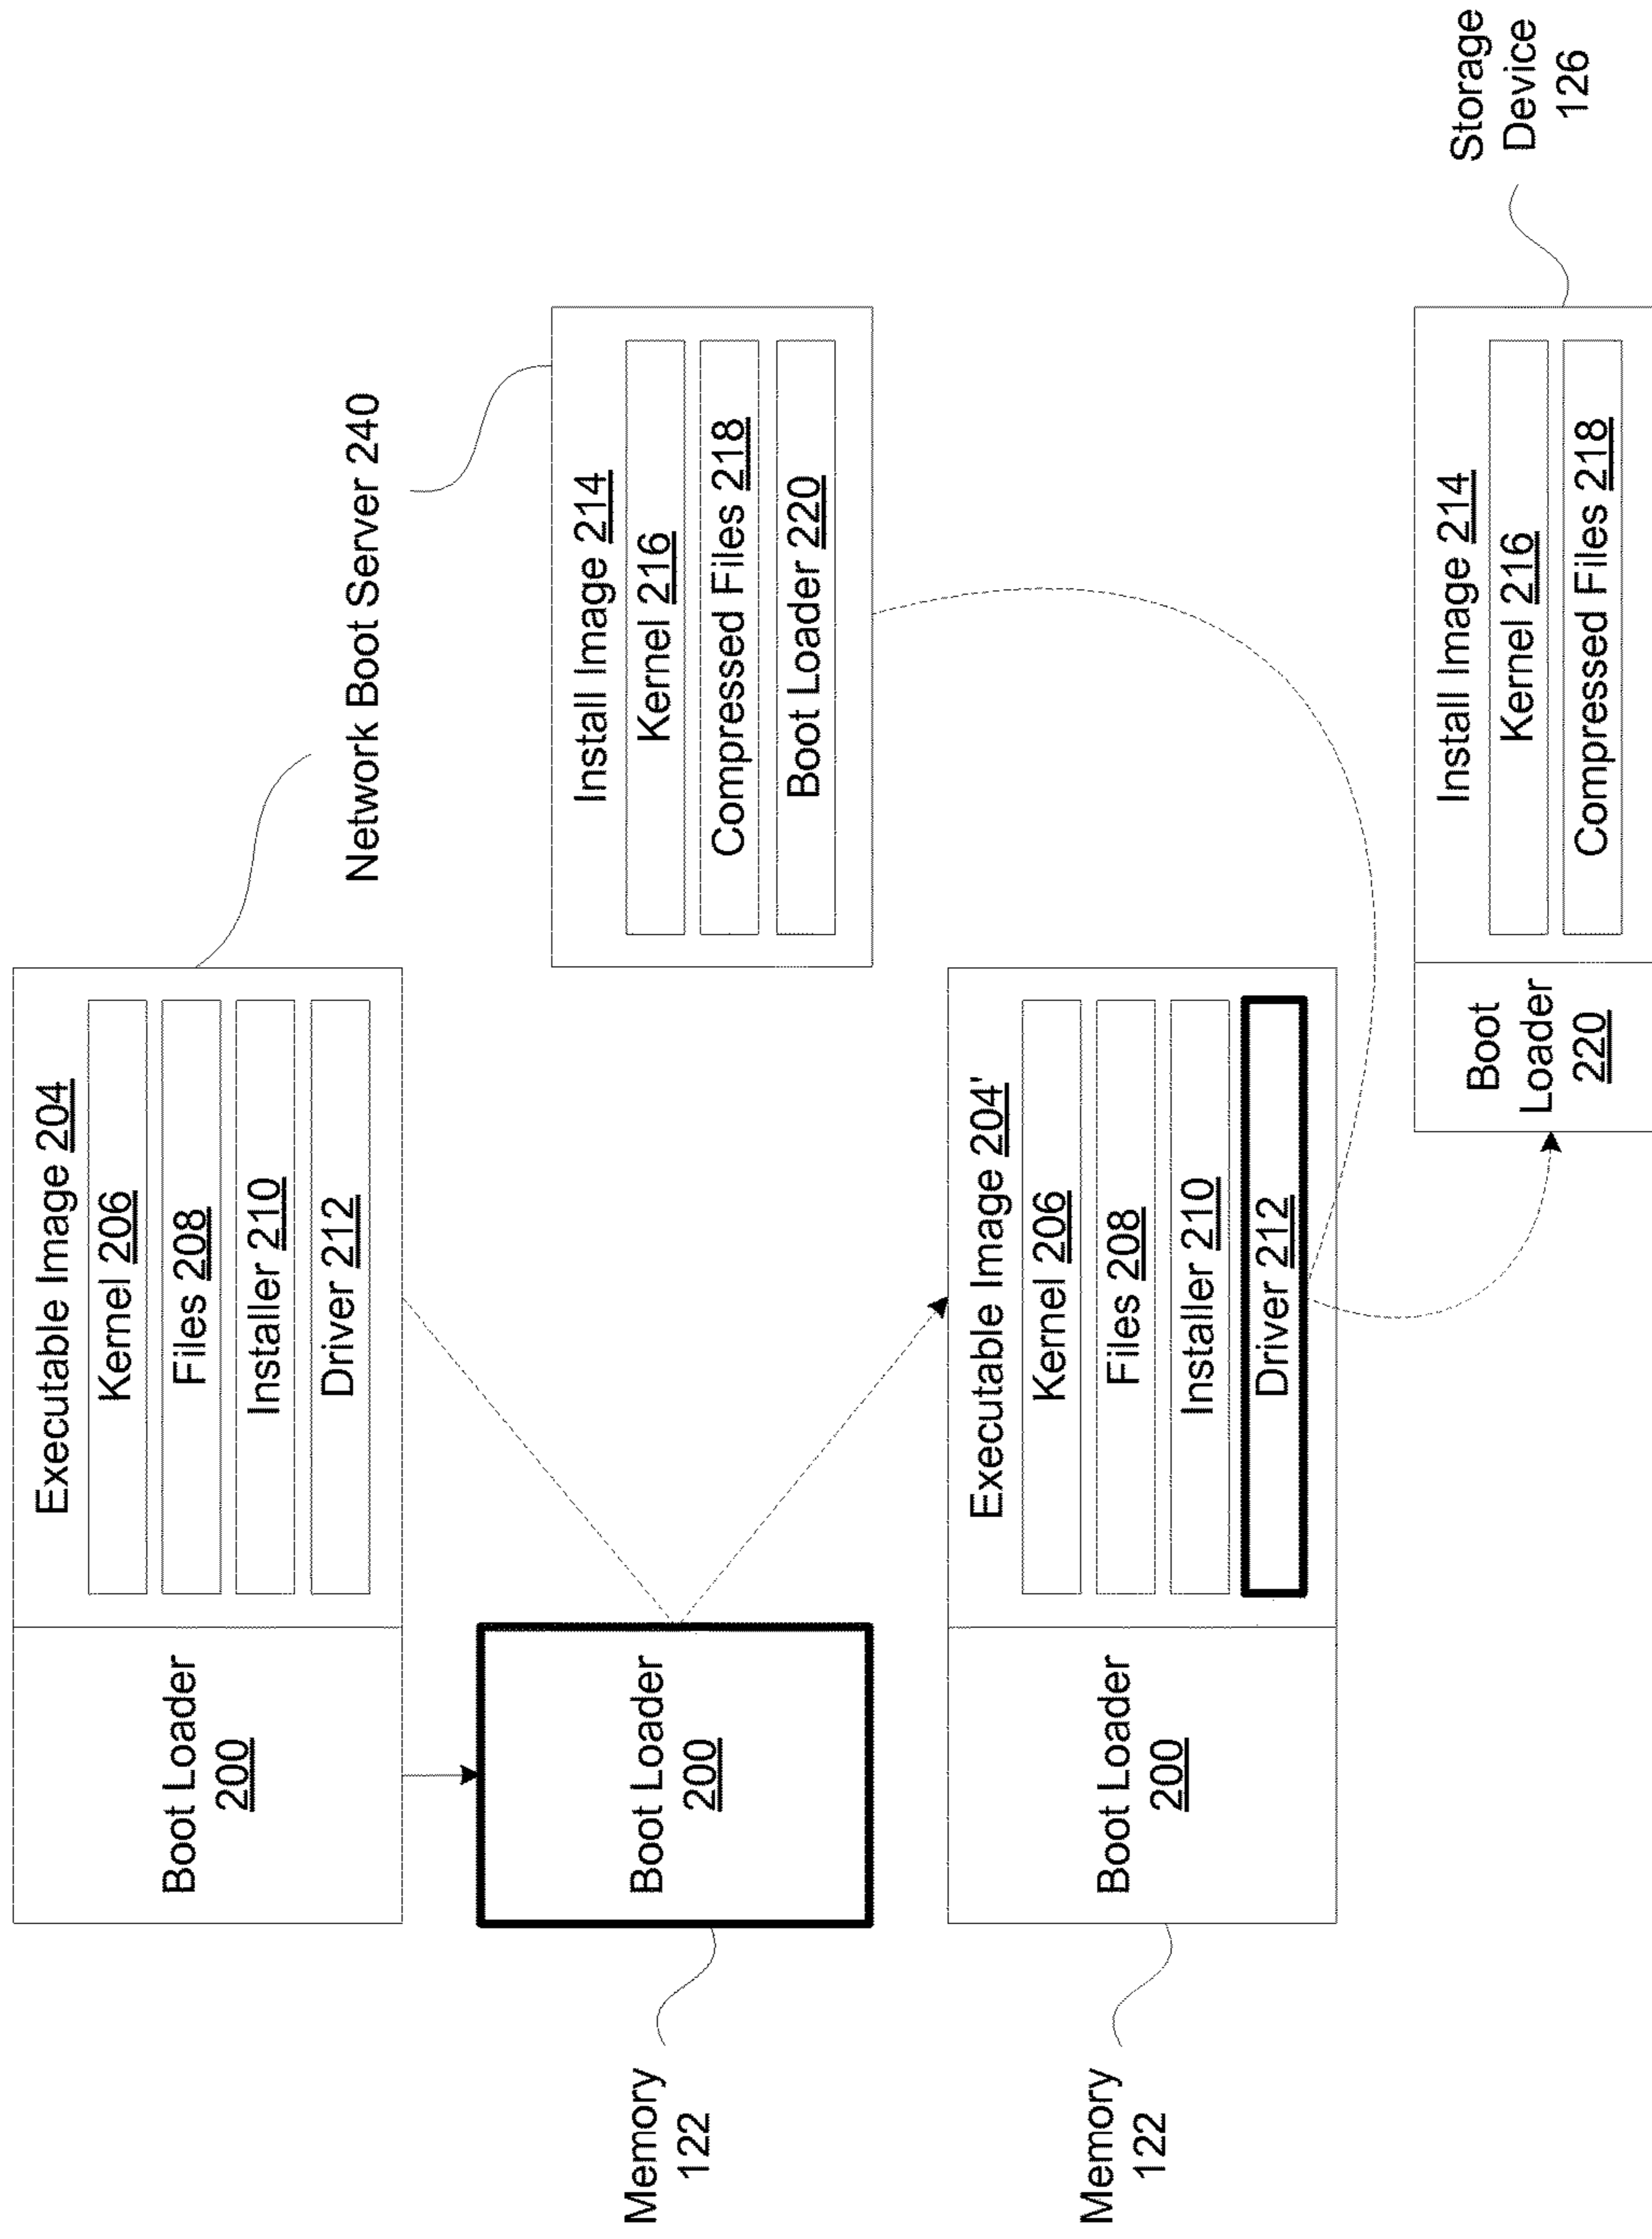 Boot Loader
200
Executable Image 204
Kernel 206
Files 208
Installer 210
Driver 212
Network Boot Server 240
Memory
122
Boot Loader
200
Install Image 214
Kernel 216
Compressed Files 218
Boot Loader 220
Memory
122
Boot Loader
200
Executable Image 204'
Kernel 206
Files 208
Installer 210
Driver 212
Boot
Loader
220
Install Image 214
Kernel 216
Compressed Files 218
Storage
Device
126